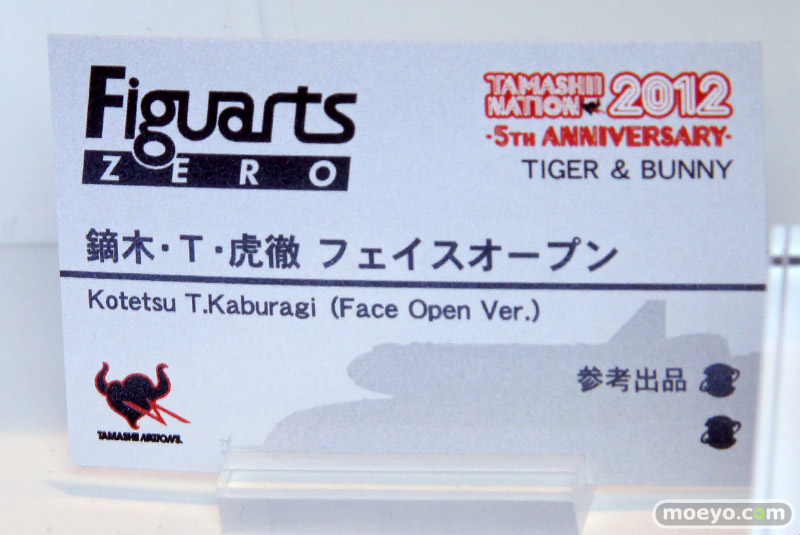 Figuarts
ZERO
TAMASHII
NATION 2012
-5TH ANNIVERSARY-
TIGER & BUNNY
鏑木・T・虎徹 フェイスオープン
Kotetsu T.Kaburagi (Face Open Ver.)
参考出品
TAMASHII NATIONS.
moeyo.com